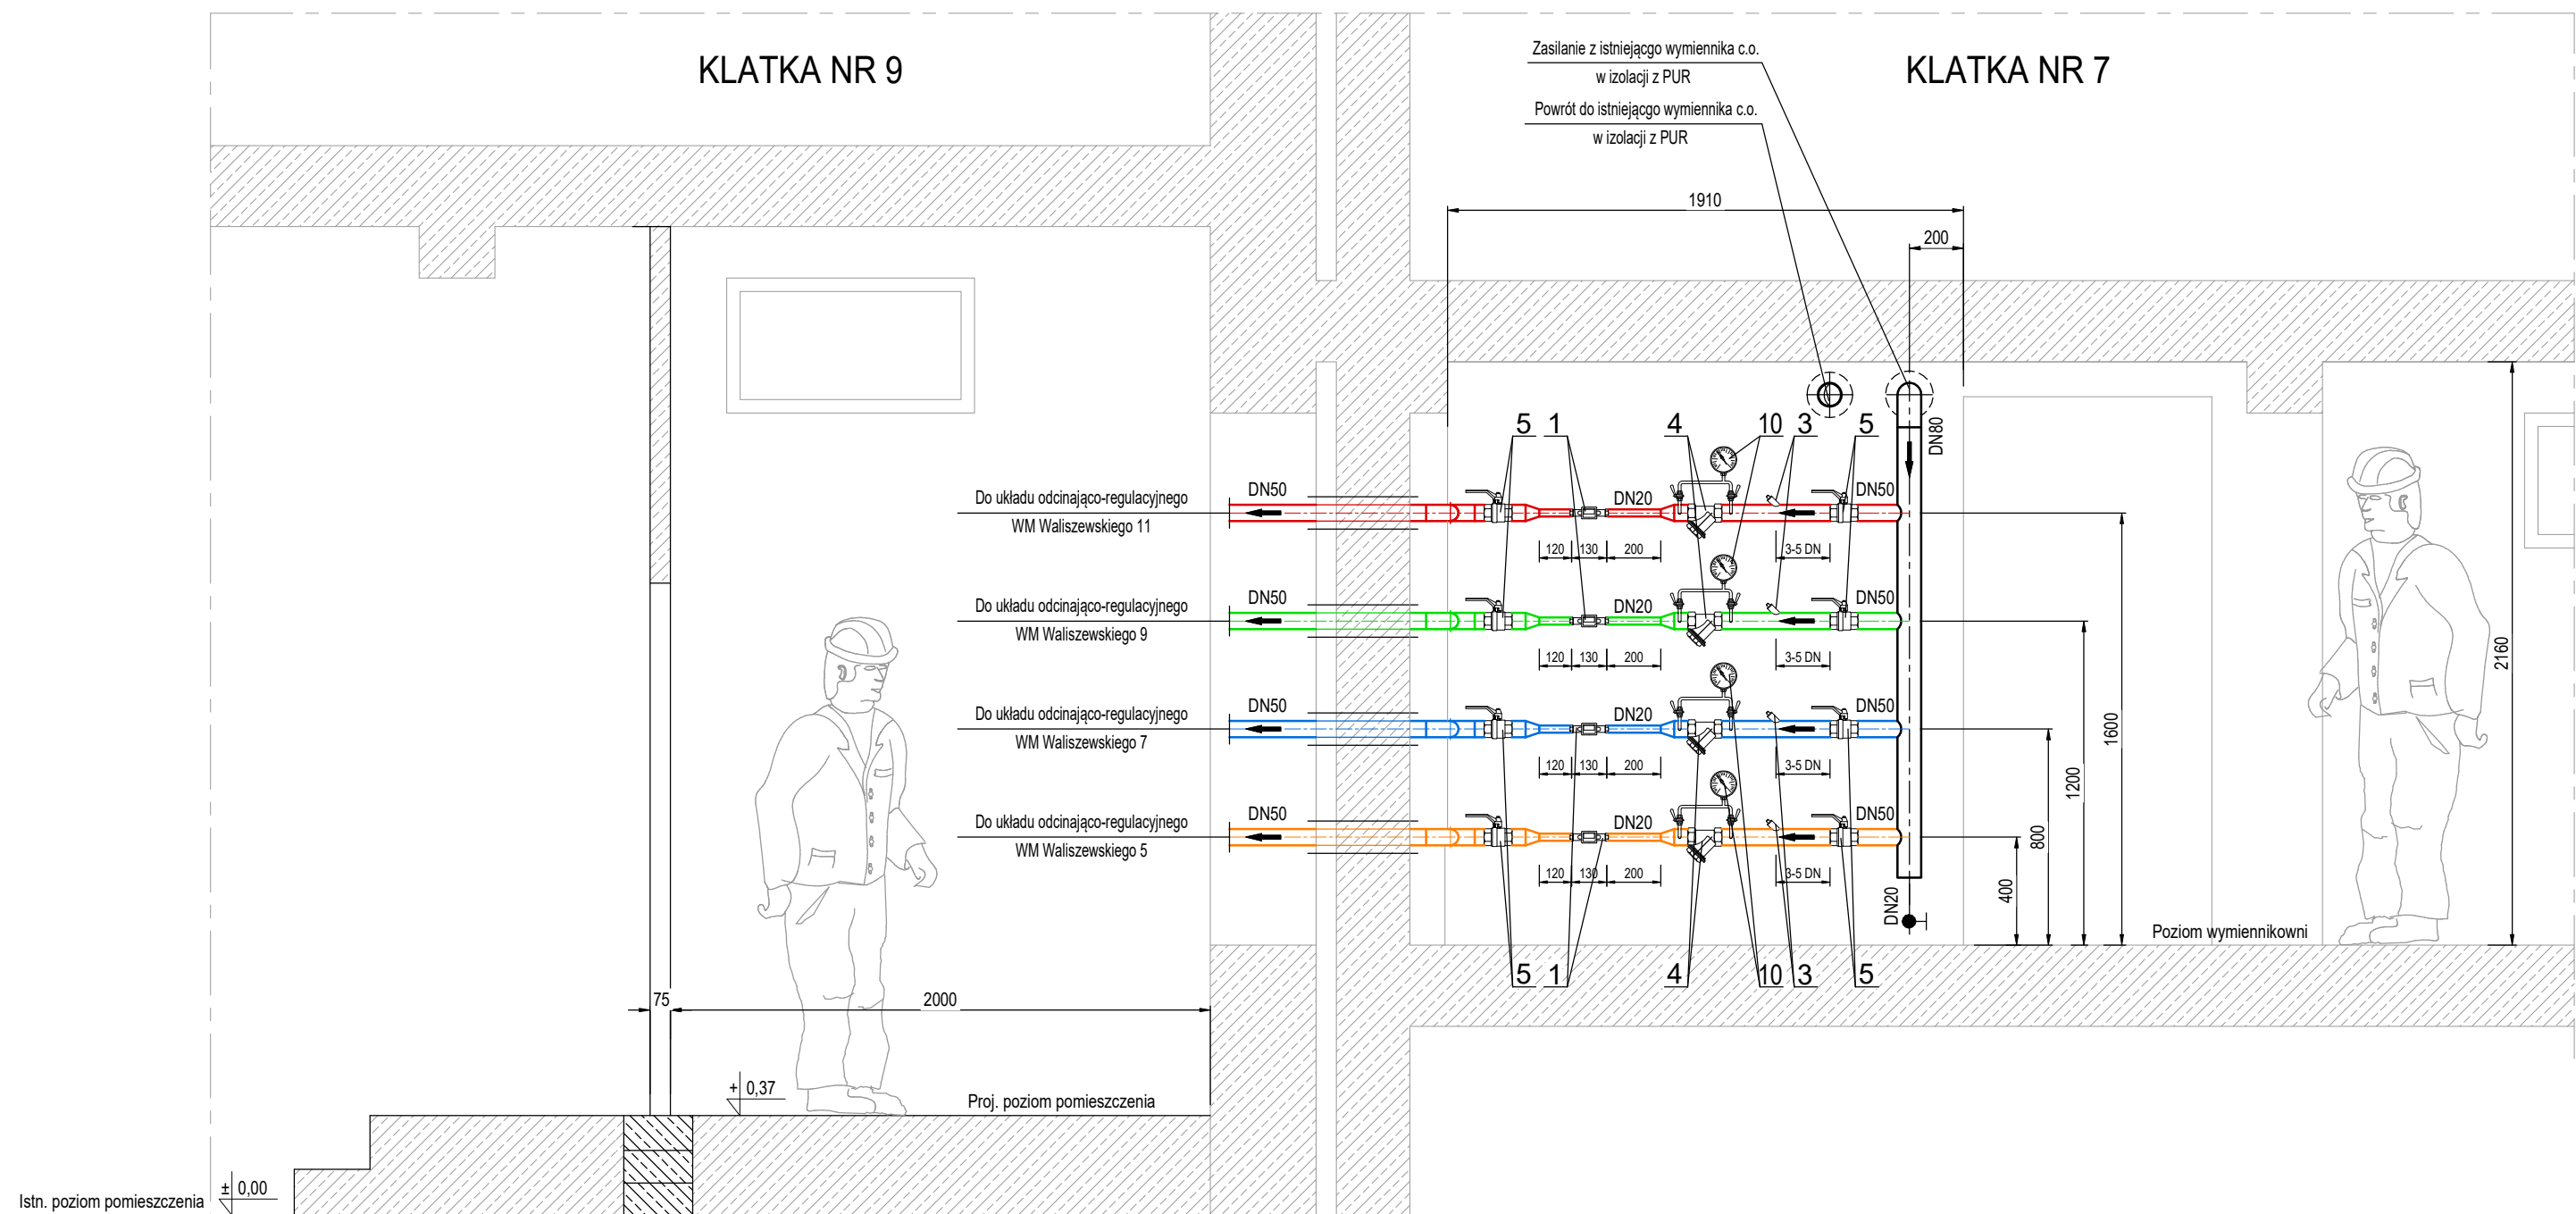 KLATKA NR 9
KLATKA NR 7
Zasilanie z istniejącgo wymiennika c.o.
w izolacji z PUR
Powrót do istniejącgo wymiennika c.o.
w izolacji z PUR
1910
200
DN80
5
1
4
10
3
5
Do układu odcinająco-regulacyjnego
WM Waliszewskiego 11
DN50
DN20
DN50
120
130
200
3-5 DN
Do układu odcinająco-regulacyjnego
WM Waliszewskiego 9
DN50
DN20
DN50
120
130
200
3-5 DN
Do układu odcinająco-regulacyjnego
WM Waliszewskiego 7
DN50
DN20
DN50
120
130
200
3-5 DN
Do układu odcinająco-regulacyjnego
WM Waliszewskiego 5
DN50
DN20
DN50
120
130
200
3-5 DN
DN20
400
800
1200
1600
2160
Poziom wymiennikowni
5
1
4
10
3
5
75
2000
+ 0,37
Proj. poziom pomieszczenia
± 0,00
Istn. poziom pomieszczenia